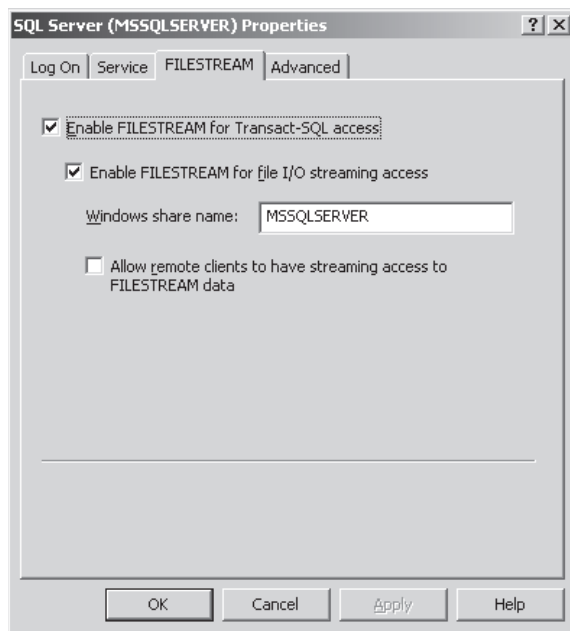 SQL Server (MSSQLSERVER) Properties
Log On Service FILESTREAM Advanced
Enable FILESTREAM for Transact-SQL access
Enable FILESTREAM for file I/O streaming access
Windows share name: MSSQLSERVER
Allow remote clients to have streaming access to
FILESTREAM data
OK Cancel Apply Help